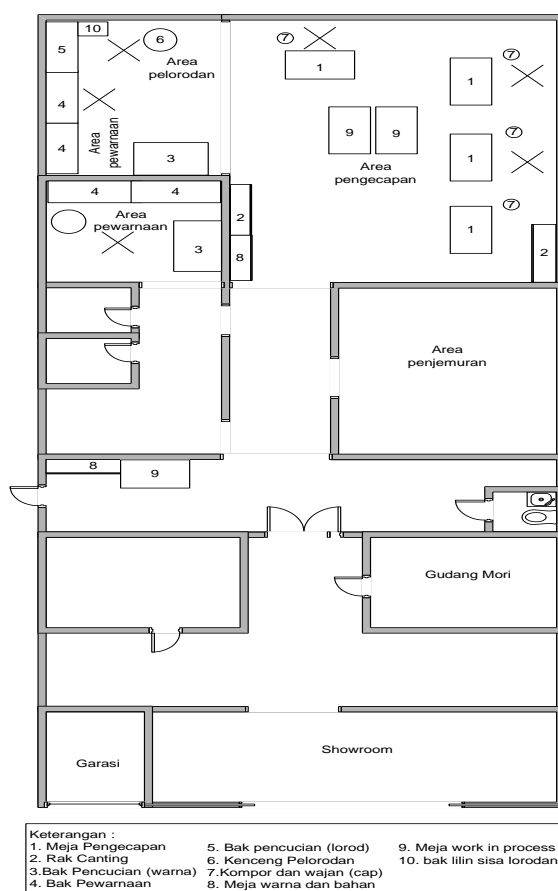 10
5
6
7
Area
pelorodan
1
7
1
4
Area
pewarnaan
9
9
7
4
3
Area
pengecapan
1
4
4
7
Area
pewarnaan
2
1
3
8
2
Area
penjemuran
8
9
Gudang Mori
Garasi
Showroom
Keterangan :
1. Meja Pengecapan
2. Rak Canting
3.Bak Pencucian (warna)
4. Bak Pewarnaan
5. Bak pencucian (lorod)
6. Kenceng Pelorodan
7.Kompor dan wajan (cap)
8. Meja warna dan bahan
9. Meja work in process
10. bak lilin sisa lorodan